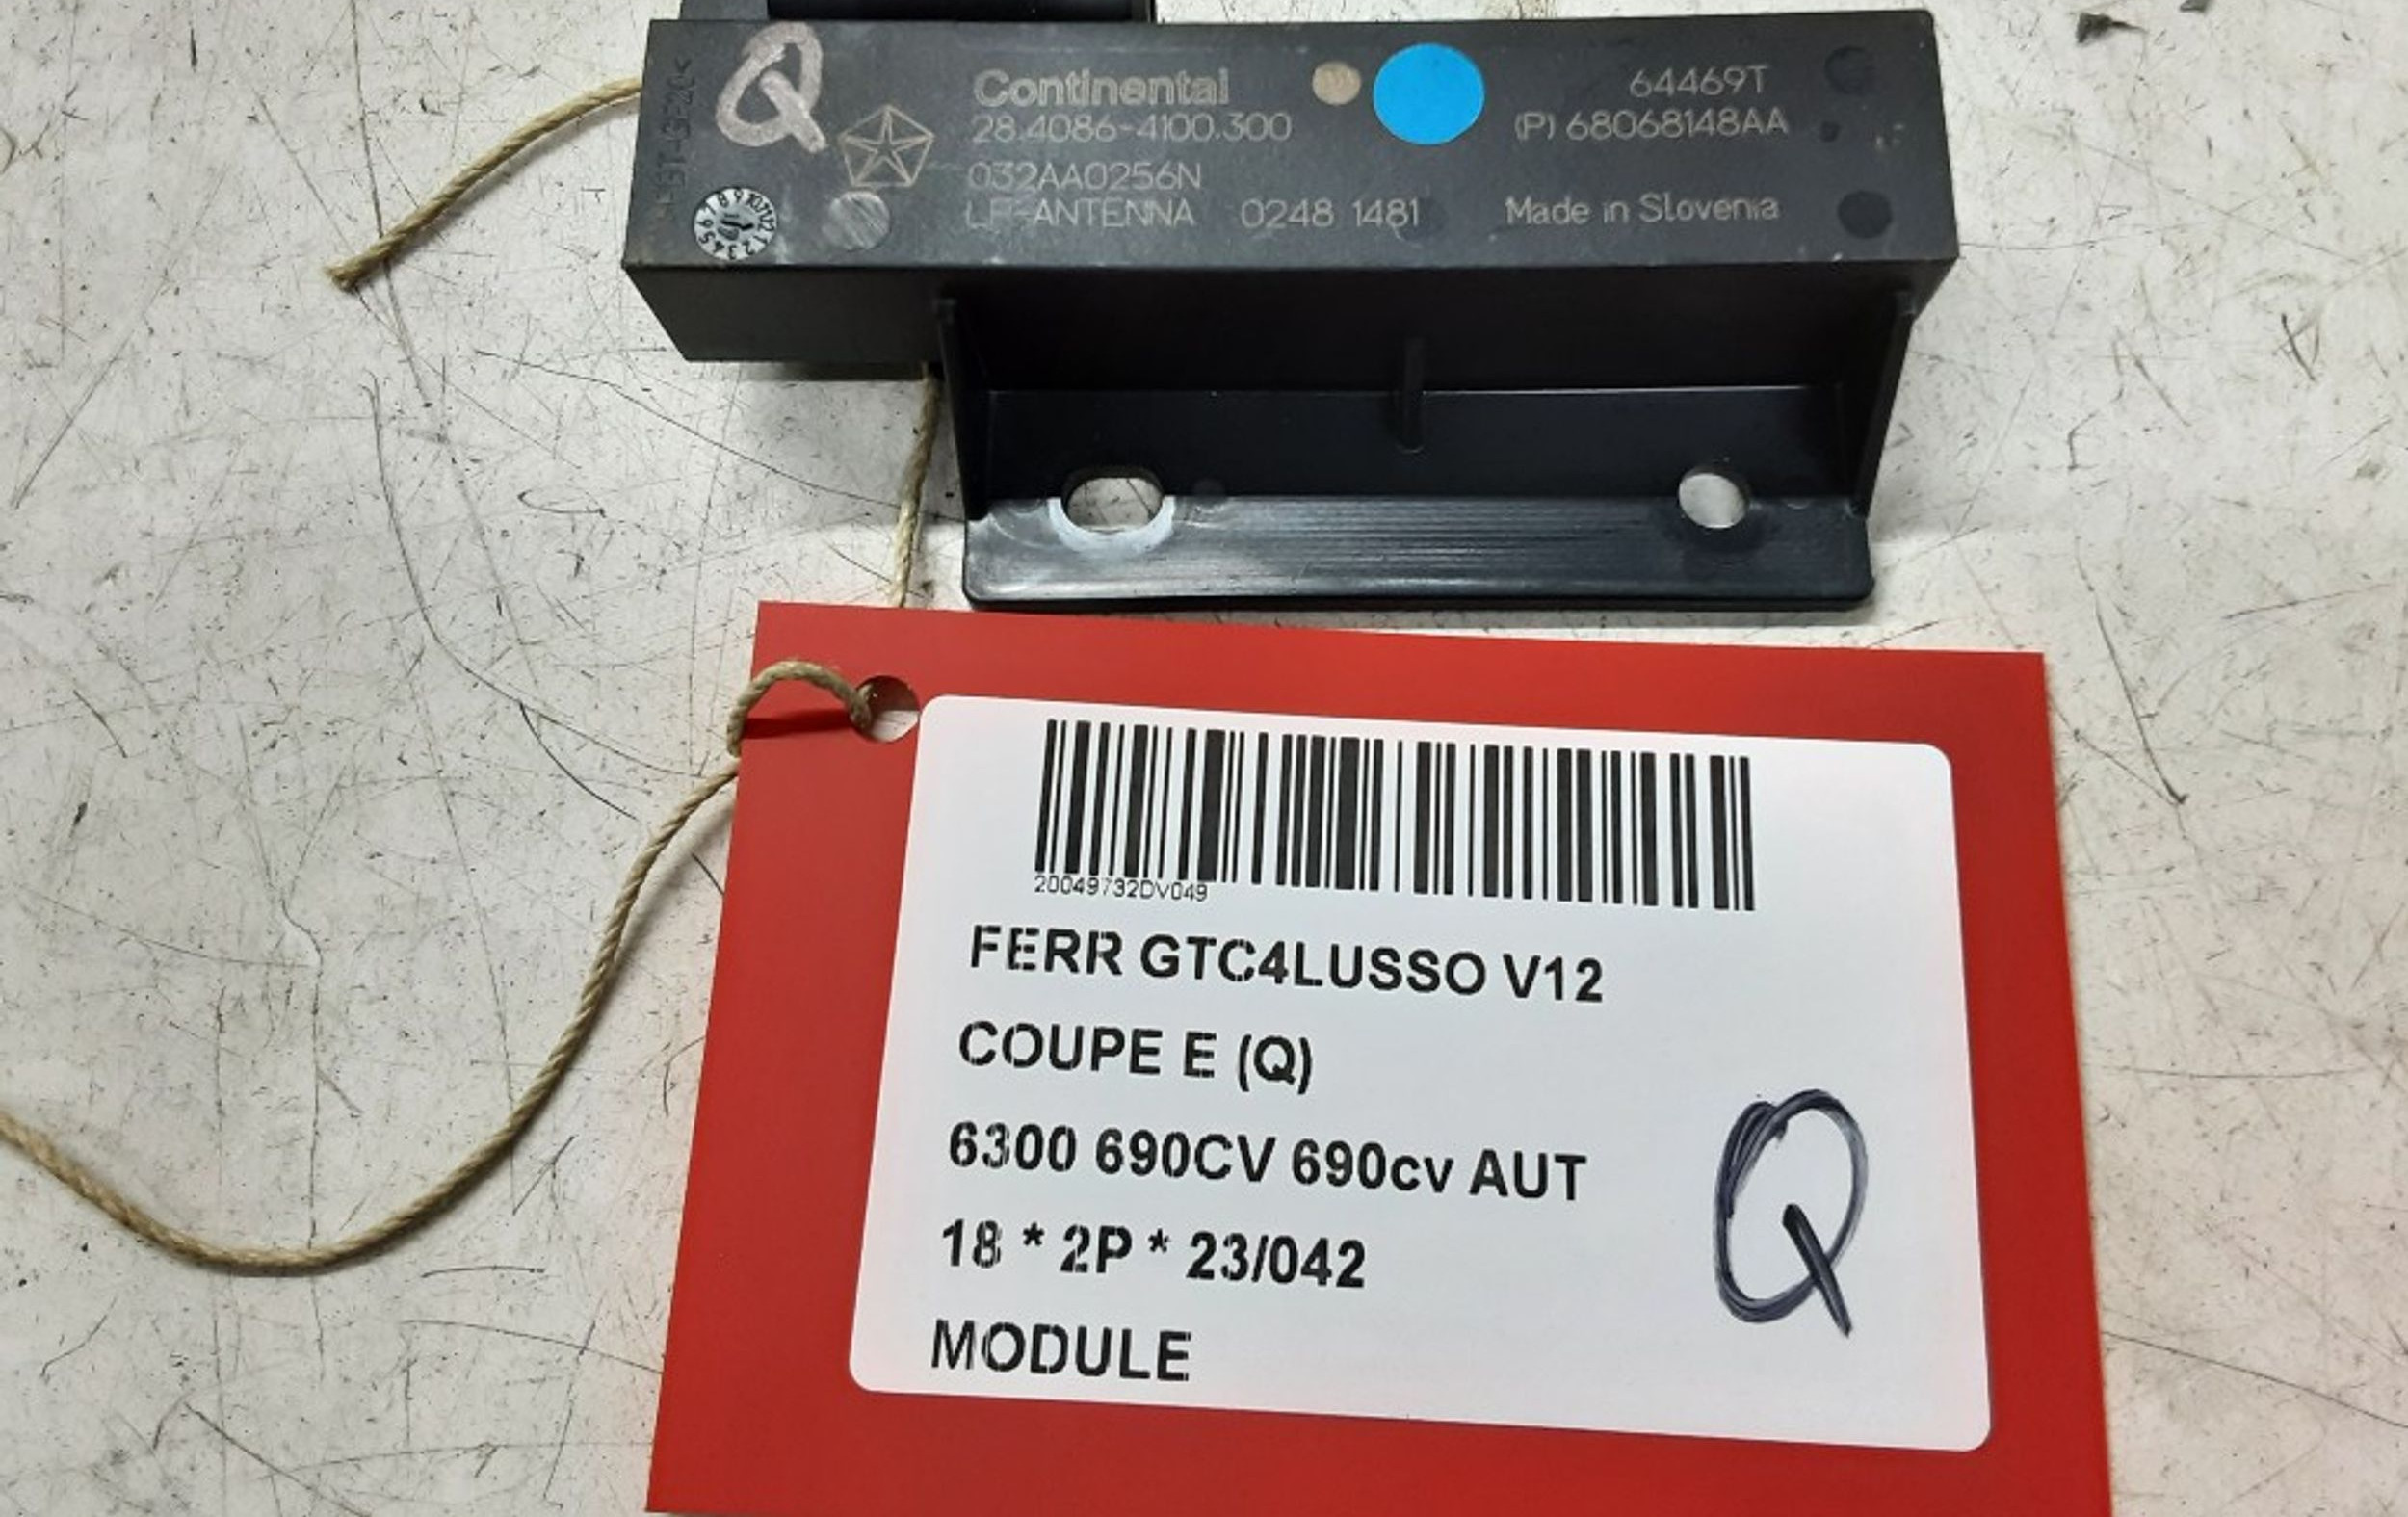 Q
Continental
64469T
28.4086-4100.300
(P) 68068148AA
032AA0256N
LF-ANTENNA 0248 1481 Made in Slovenia
20049732DV049
FERR GTC4LUSSO V12
COUPE E (Q)
6300 690CV 690cv AUT
18 * 2P * 23/042
MODULE
Q